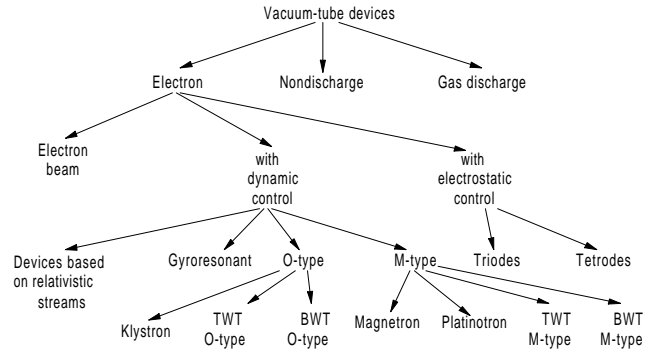 Vacuum-tube devices
Electron
Nondischarge
Gas discharge
Electron
beam
with
dynamic
control
with
electrostatic
control
Devices based
on relativistic
streams
Gyroresonant
O-type
M-type
Triodes
Tetrodes
Klystron
TWT
O-type
BWT
O-type
Magnetron
Platinotron
TWT
M-type
BWT
M-type